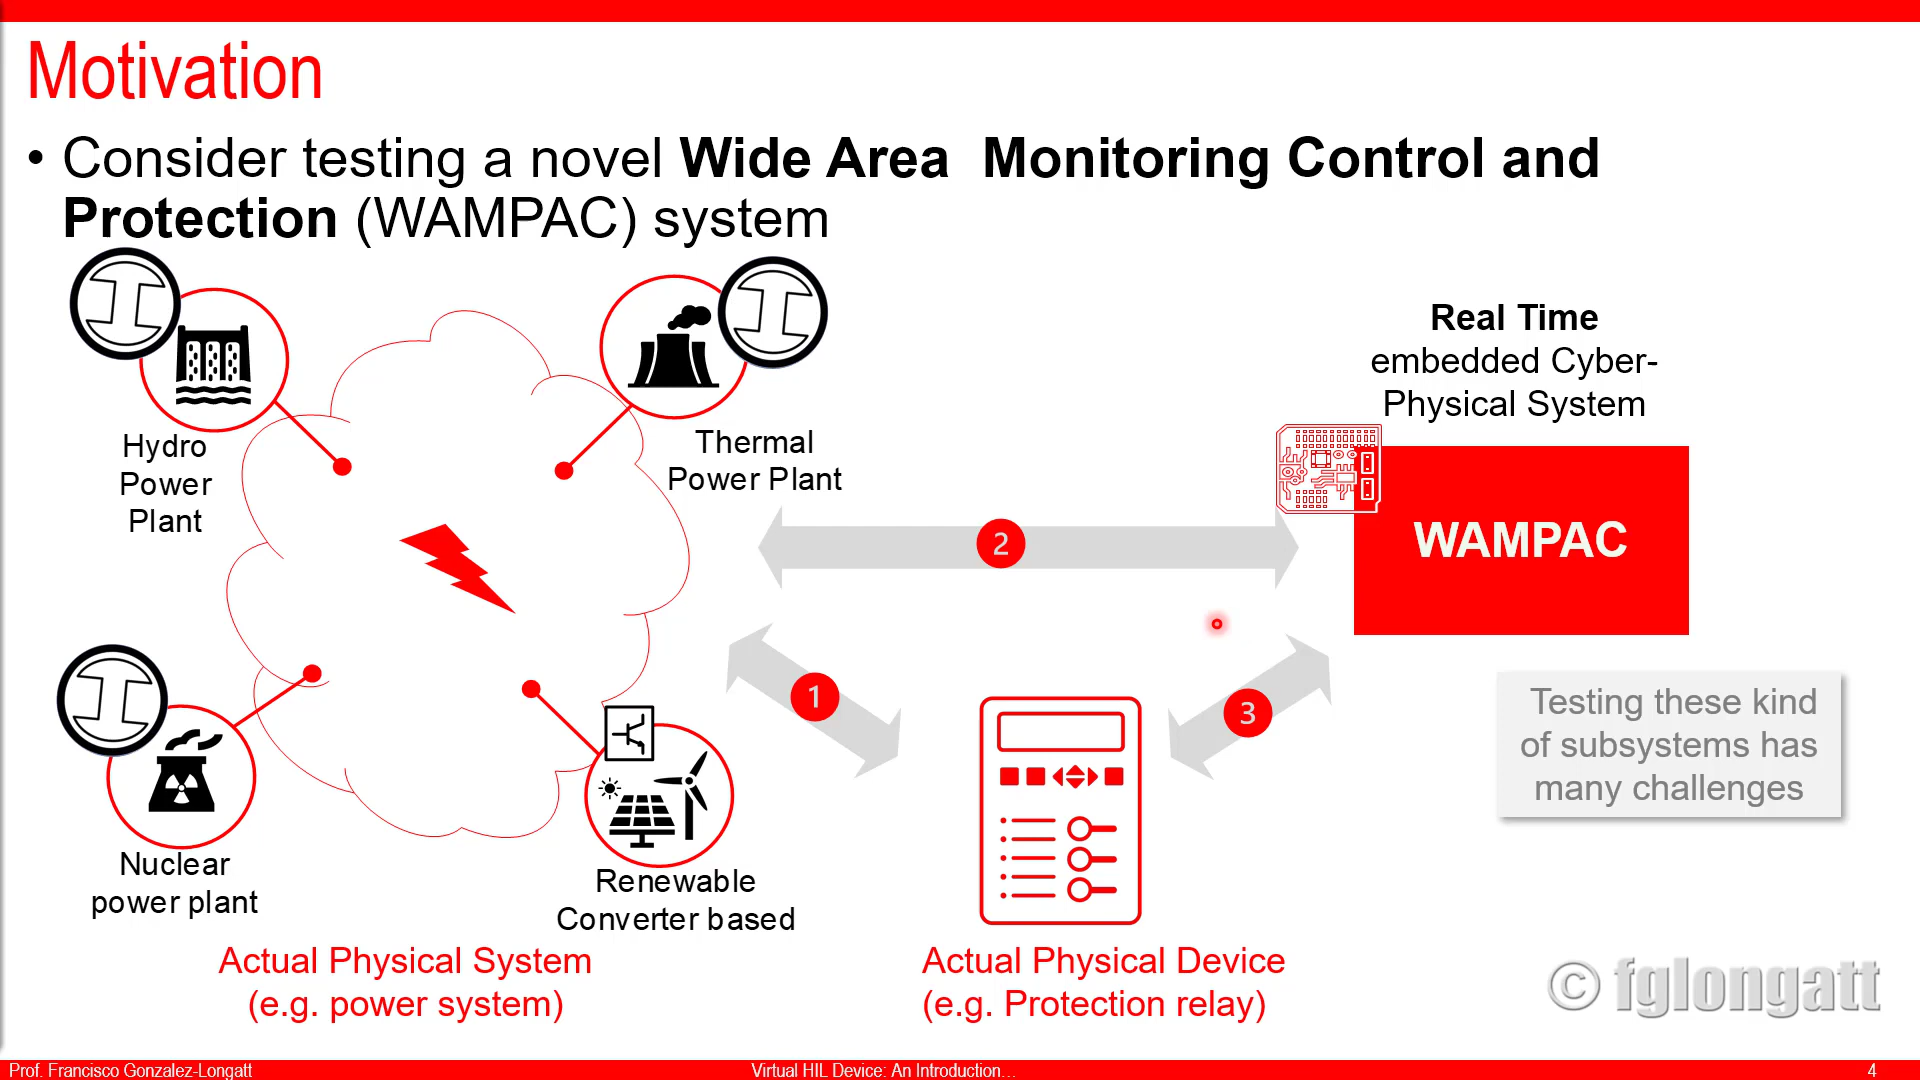 Motivation
• Consider testing a novel Wide Area Monitoring Control and
Protection (WAMPAC) system
Hydro
Power
Plant
Thermal
Power Plant
Real Time
embedded Cyber-
Physical System
WAMPAC
2
1
3
Testing these kind
of subsystems has
many challenges
Nuclear
power plant
Renewable
Converter based
Actual Physical System
(e.g. power system)
Actual Physical Device
(e.g. Protection relay)
© fglongatt
Prof. Francisco Gonzalez-Longatt
Virtual HIL Device: An Introduction...
4